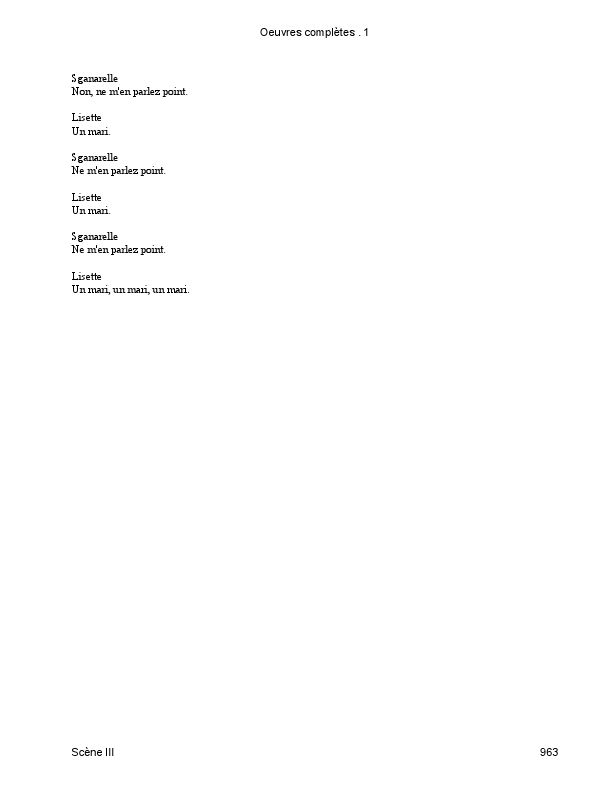 Oeuvres complètes . 1
Sganarelle
Non, ne m'en parlez point.
Lisette
Un mari.
Sganarelle
Ne m'en parlez point.
Lisette
Un mari.
Sganarelle
Ne m'en parlez point.
Lisette
Un mari, un mari, un mari.
Scène III
963